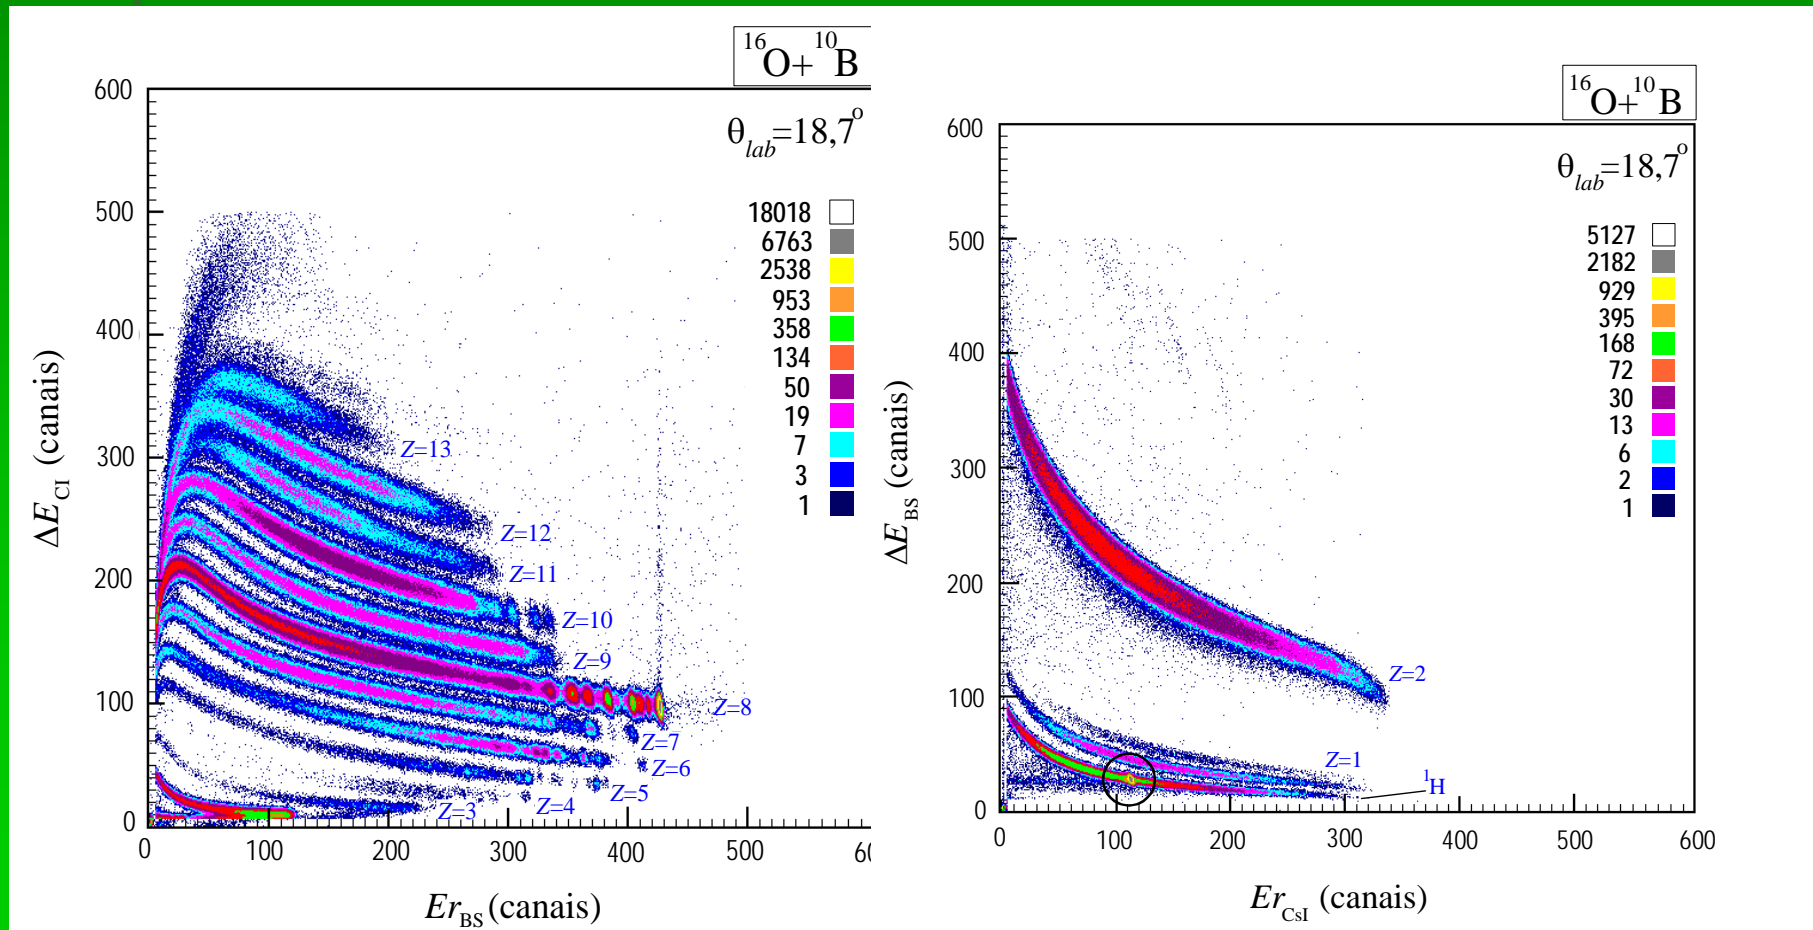 16O+10B
θlab=18,7o
600
500
400
300
200
100
0
ΔECI (canais)
18018
6763
2538
953
358
134
50
19
7
3
1
Z=13
Z=12
Z=11
Z=10
Z=9
Z=8
Z=7
Z=6
Z=5
Z=4
Z=3
0 100 200 300 400 500
ErBS (canais)
16O+10B
θlab=18,7o
600
500
400
300
200
100
0
ΔEBS (canais)
5127
2182
929
395
168
72
30
13
6
2
1
Z=2
Z=1
1H
0 100 200 300 400 500 600
ErCsI (canais)